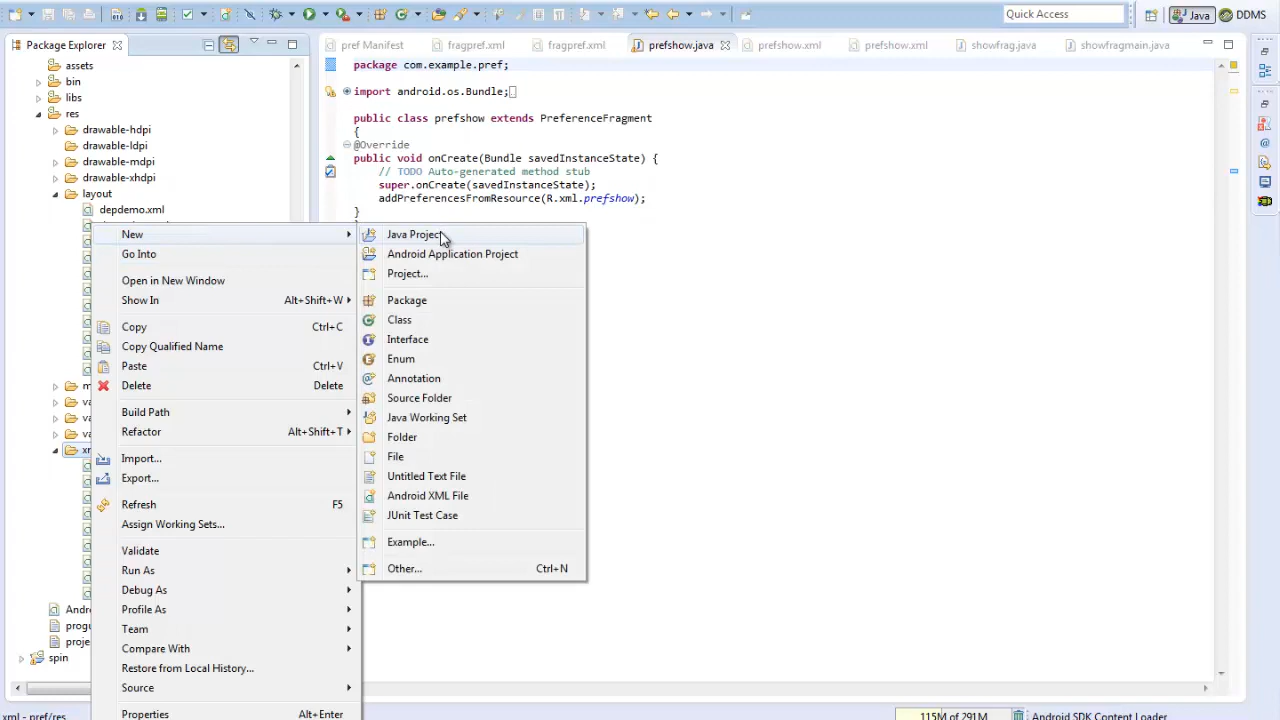 Quick Access
Java
DDMS
Package Explorer
pref Manifest
fragpref.xml
fragpref.xml
prefshow.java
prefshow.xml
prefshow.xml
showfrag.java
showfragmain.java
assets
bin
libs
res
drawable-hdpi
drawable-ldpi
drawable-mdpi
drawable-xhdpi
layout
depdemo.xml
package com.example.pref;
import android.os.Bundle;
public class prefshow extends PreferenceFragment
{
@Override
public void onCreate(Bundle savedInstanceState) {
// TODO Auto-generated method stub
super.onCreate(savedInstanceState);
addPreferencesFromResource(R.xml.prefshow);
}
New
Go Into
Open in New Window
Show In Alt+Shift+W
Copy Ctrl+C
Copy Qualified Name
Paste Ctrl+V
Delete Delete
Build Path
Refactor Alt+Shift+T
Import...
Export...
Refresh F5
Assign Working Sets...
Validate
Run As
Debug As
Profile As
Team
Compare With
Restore from Local History...
Source
Properties Alt+Enter
Java Project
Android Application Project
Project...
Package
Class
Interface
Enum
Annotation
Source Folder
Java Working Set
Folder
File
Untitled Text File
Android XML File
JUnit Test Case
Example...
Other... Ctrl+N
spin
xml - pref/res
115M of 291M
Android SDK Content Loader